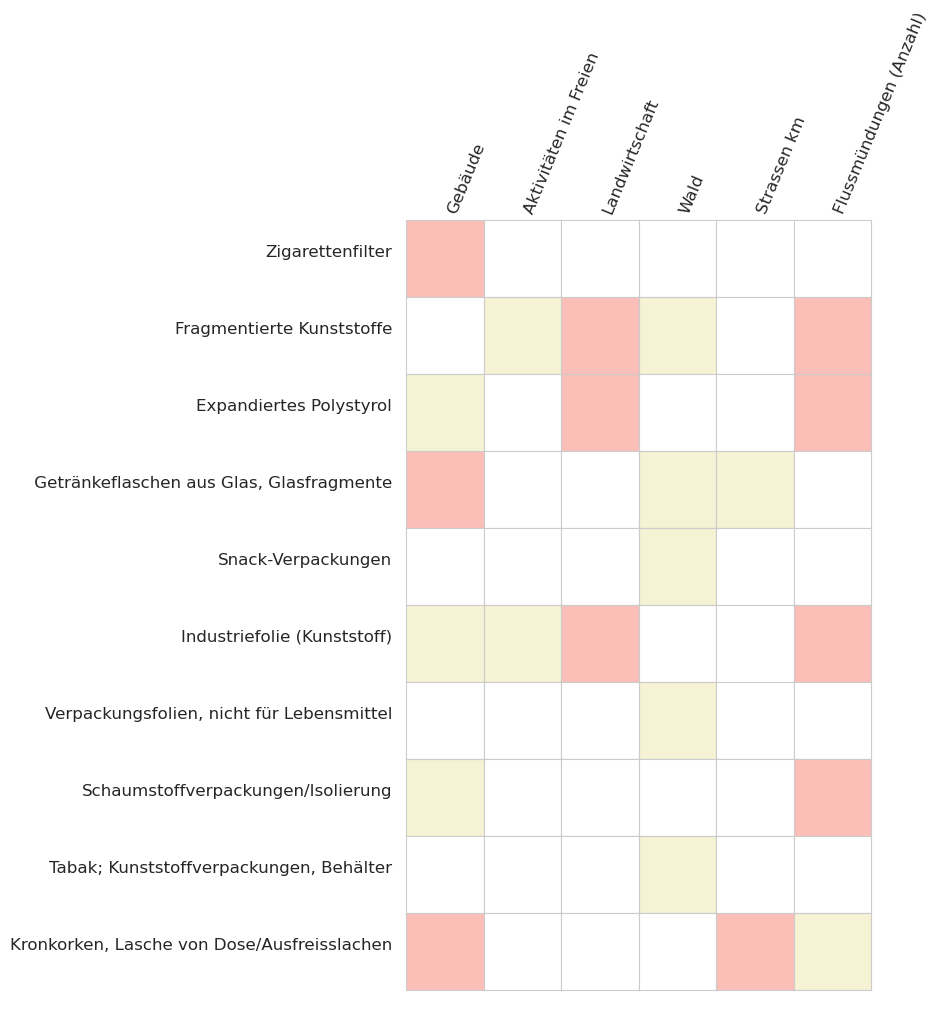 Gebäude
Aktivitäten im Freien
Landwirtschaft
Wald
Strassen km
Flussmündungen (Anzahl)
Zigarettenfilter
Fragmentierte Kunststoffe
Expandiertes Polystyrol
Getränkeflaschen aus Glas, Glasfragmente
Snack-Verpackungen
Industriefolie (Kunststoff)
Verpackungsfolien, nicht für Lebensmittel
Schaumstoffverpackungen/Isolierung
Tabak; Kunststoffverpackungen, Behälter
Kronkorken, Lasche von Dose/Ausfreisslachen